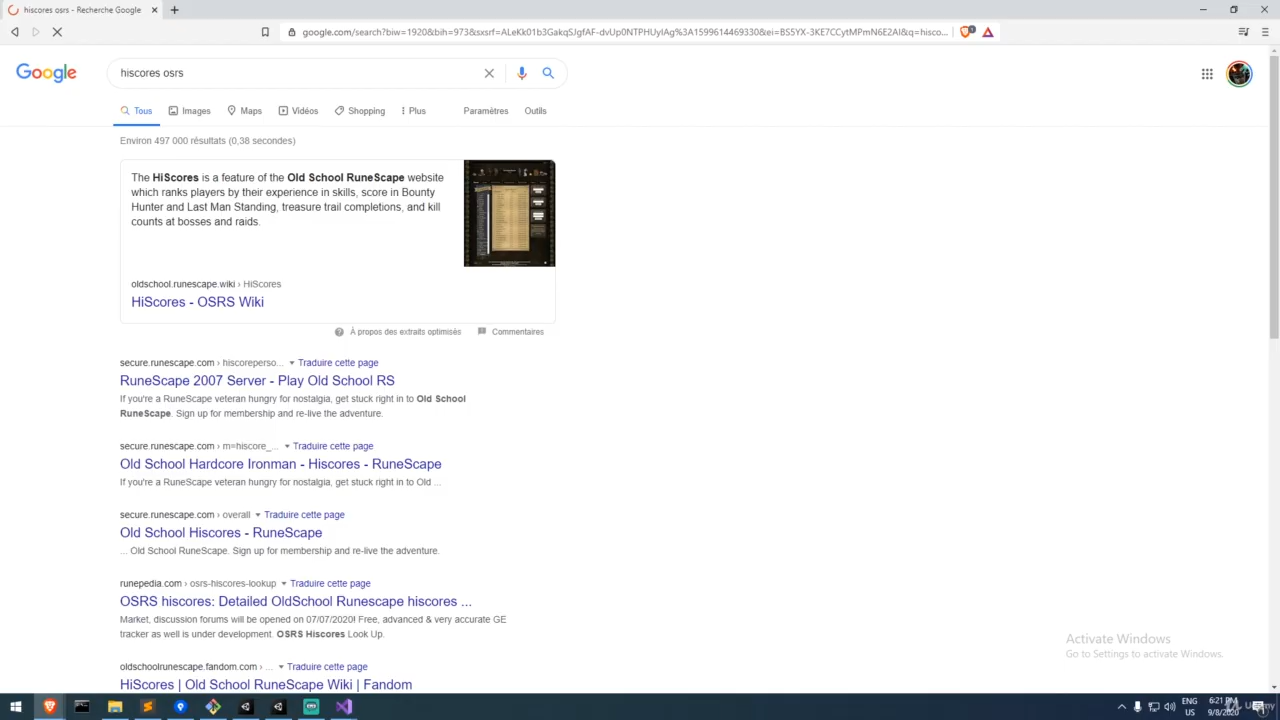 hiscores osrs - Recherche Google
google.com/search?biw=1920&bih=973&sxsrf=ALeKk01b3GakqSJgfAF-dvUp0NTPHUyIAg%3A1599614469330&ei=BS5YX-3KE7CCytMPmN6E2AI&q=hisco...
Google
hiscores osrs
Tous Images Maps Vidéos Shopping Plus Paramètres Outils
Environ 497 000 résultats (0,38 secondes)
The HiScores is a feature of the Old School RuneScape website
which ranks players by their experience in skills, score in Bounty
Hunter and Last Man Standing, treasure trail completions, and kill
counts at bosses and raids.
oldschool.runescape.wiki › HiScores
HiScores - OSRS Wiki
À propos des extraits optimisés Commentaires
secure.runescape.com › hiscoreperso... Traduire cette page
RuneScape 2007 Server - Play Old School RS
If you're a RuneScape veteran hungry for nostalgia, get stuck right in to Old School
RuneScape. Sign up for membership and re-live the adventure.
secure.runescape.com › m=hiscore_... Traduire cette page
Old School Hardcore Ironman - Hiscores - RuneScape
If you're a RuneScape veteran hungry for nostalgia, get stuck right in to Old ...
secure.runescape.com › overall Traduire cette page
Old School Hiscores - RuneScape
... Old School RuneScape. Sign up for membership and re-live the adventure.
runepedia.com › osrs-hiscores-lookup Traduire cette page
OSRS hiscores: Detailed OldSchool Runescape hiscores ...
Market, discussion forums will be opened on 07/07/2020! Free, advanced & very accurate GE
tracker as well is under development. OSRS Hiscores Look Up.
Activate Windows
Go to Settings to activate Windows.
oldschoolrunescape.fandom.com › ... Traduire cette page
HiScores | Old School RuneScape Wiki | Fandom
ENG
US
6:21 PM
9/8/2020
Udemy